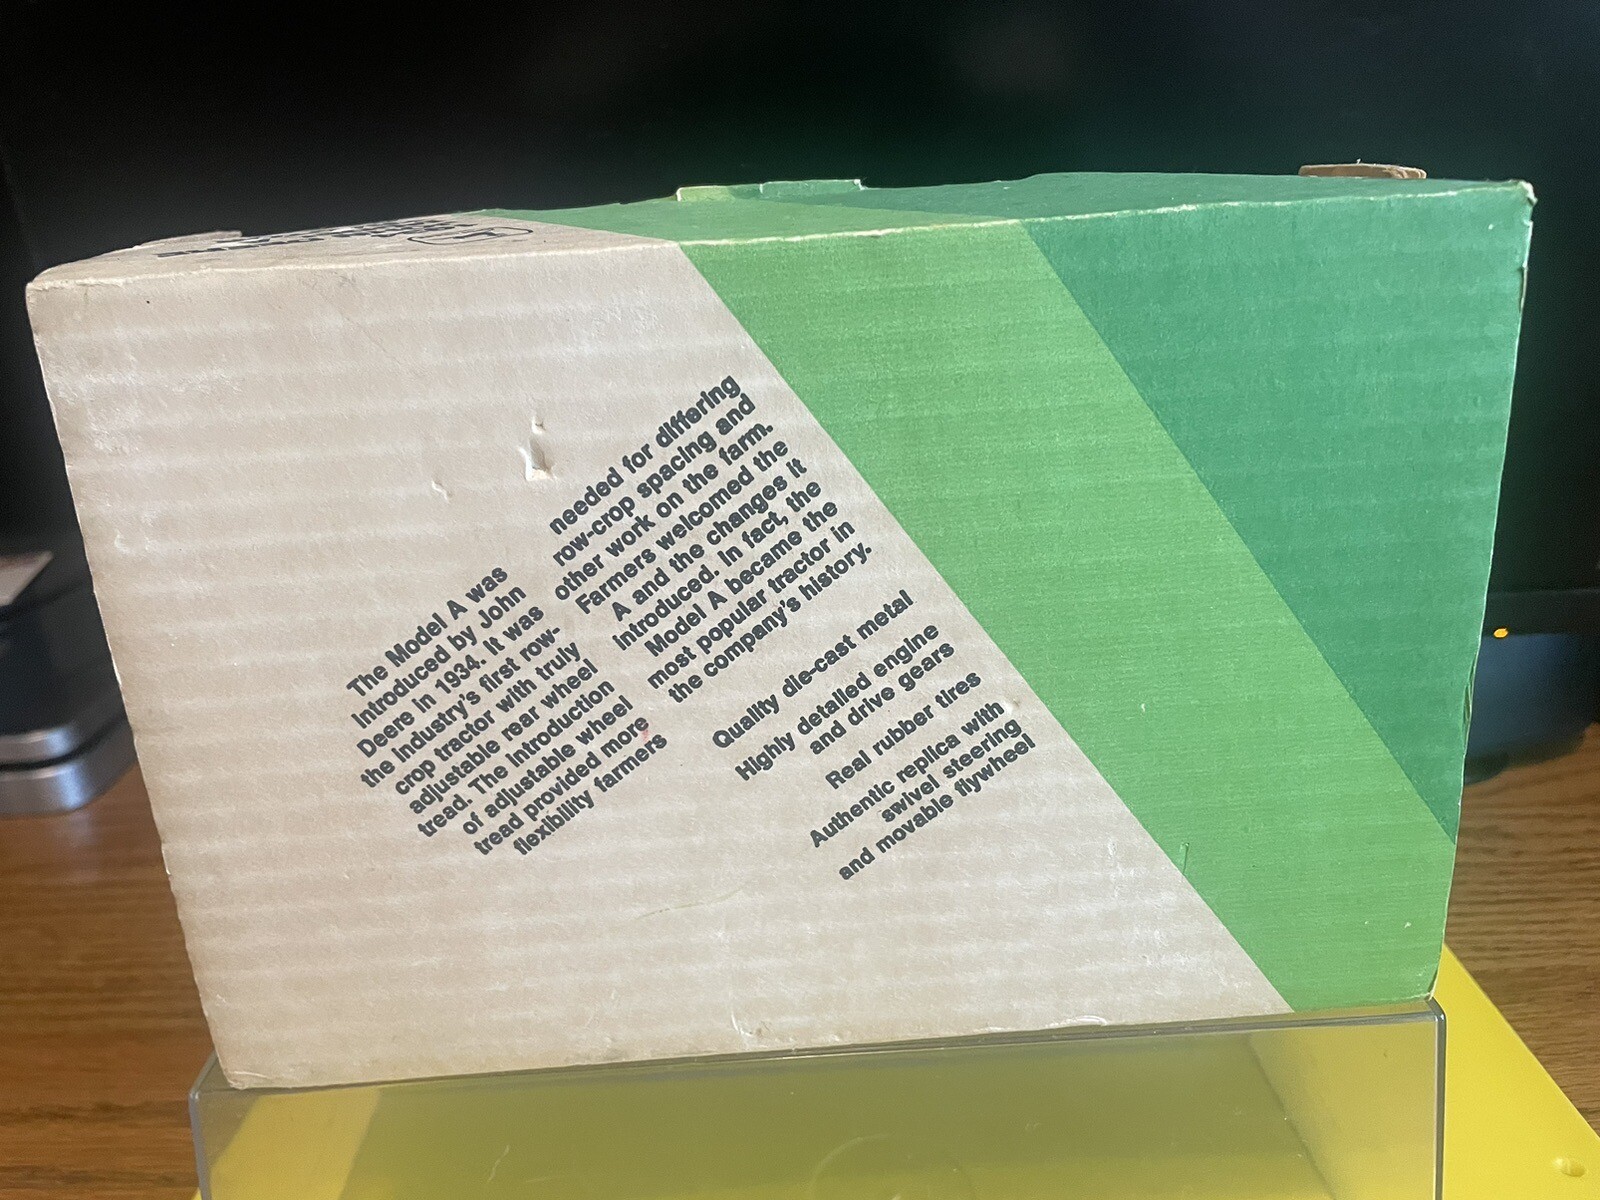 The Model A was
introduced by John
Deere in 1934. It was
the industry's first row-
crop tractor with truly
adjustable rear wheel
tread. The introduction
of adjustable wheel
tread provided more
flexibility farmers
needed for differing
row-crop spacing and
other work on the farm.
Farmers welcomed the
A and the changes it
introduced. In fact, the
Model A became the
most popular tractor in
the company's history.
Quality die-cast metal
Highly detailed engine
and drive gears
Real rubber tires
Authentic replica with
swivel steering
and movable flywheel